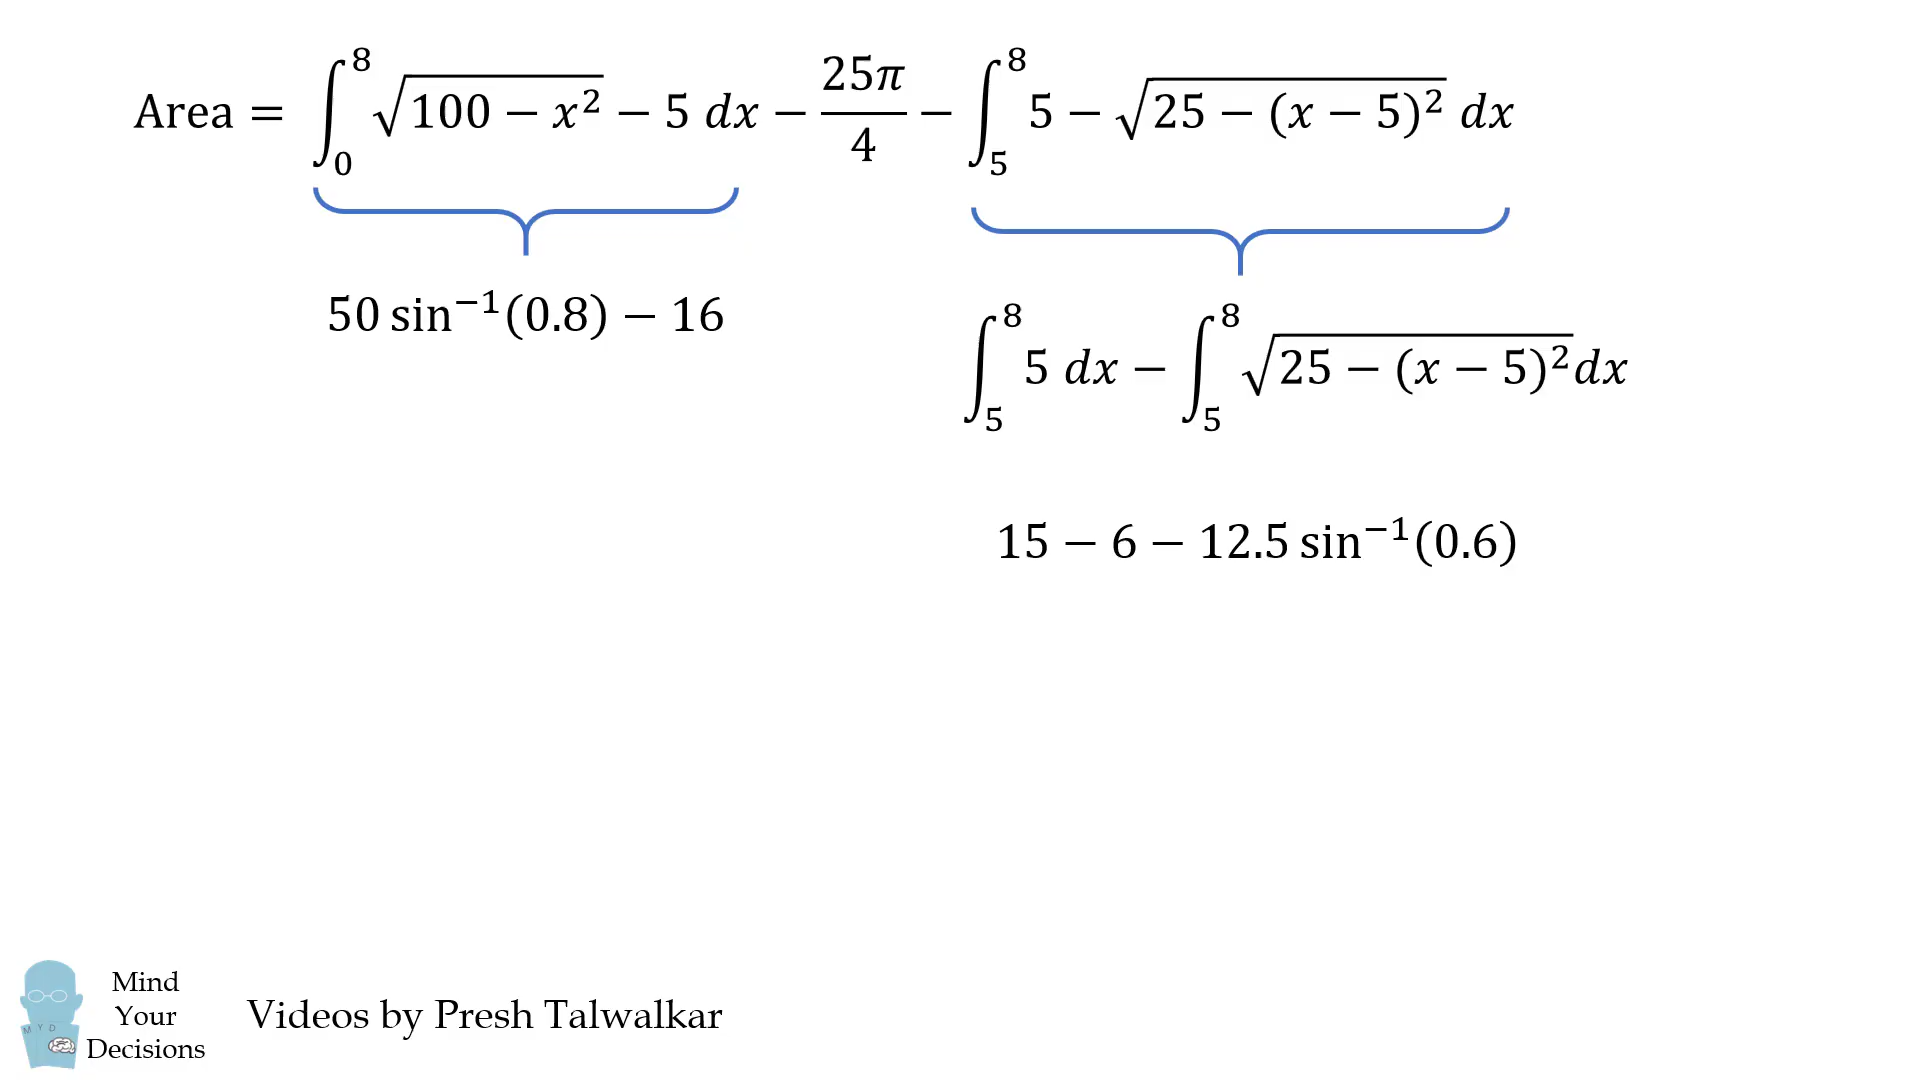 Area = ∫₀⁸ √(100 − x²) − 5 dx − 25π/4 − ∫₅⁸ 5 − √(25 − (x − 5)²) dx
50 sin⁻¹(0.8) − 16
∫₅⁸ 5 dx − ∫₅⁸ √(25 − (x − 5)²)dx
15 − 6 − 12.5 sin⁻¹(0.6)
M Y D
Mind
Your
Decisions
Videos by Presh Talwalkar